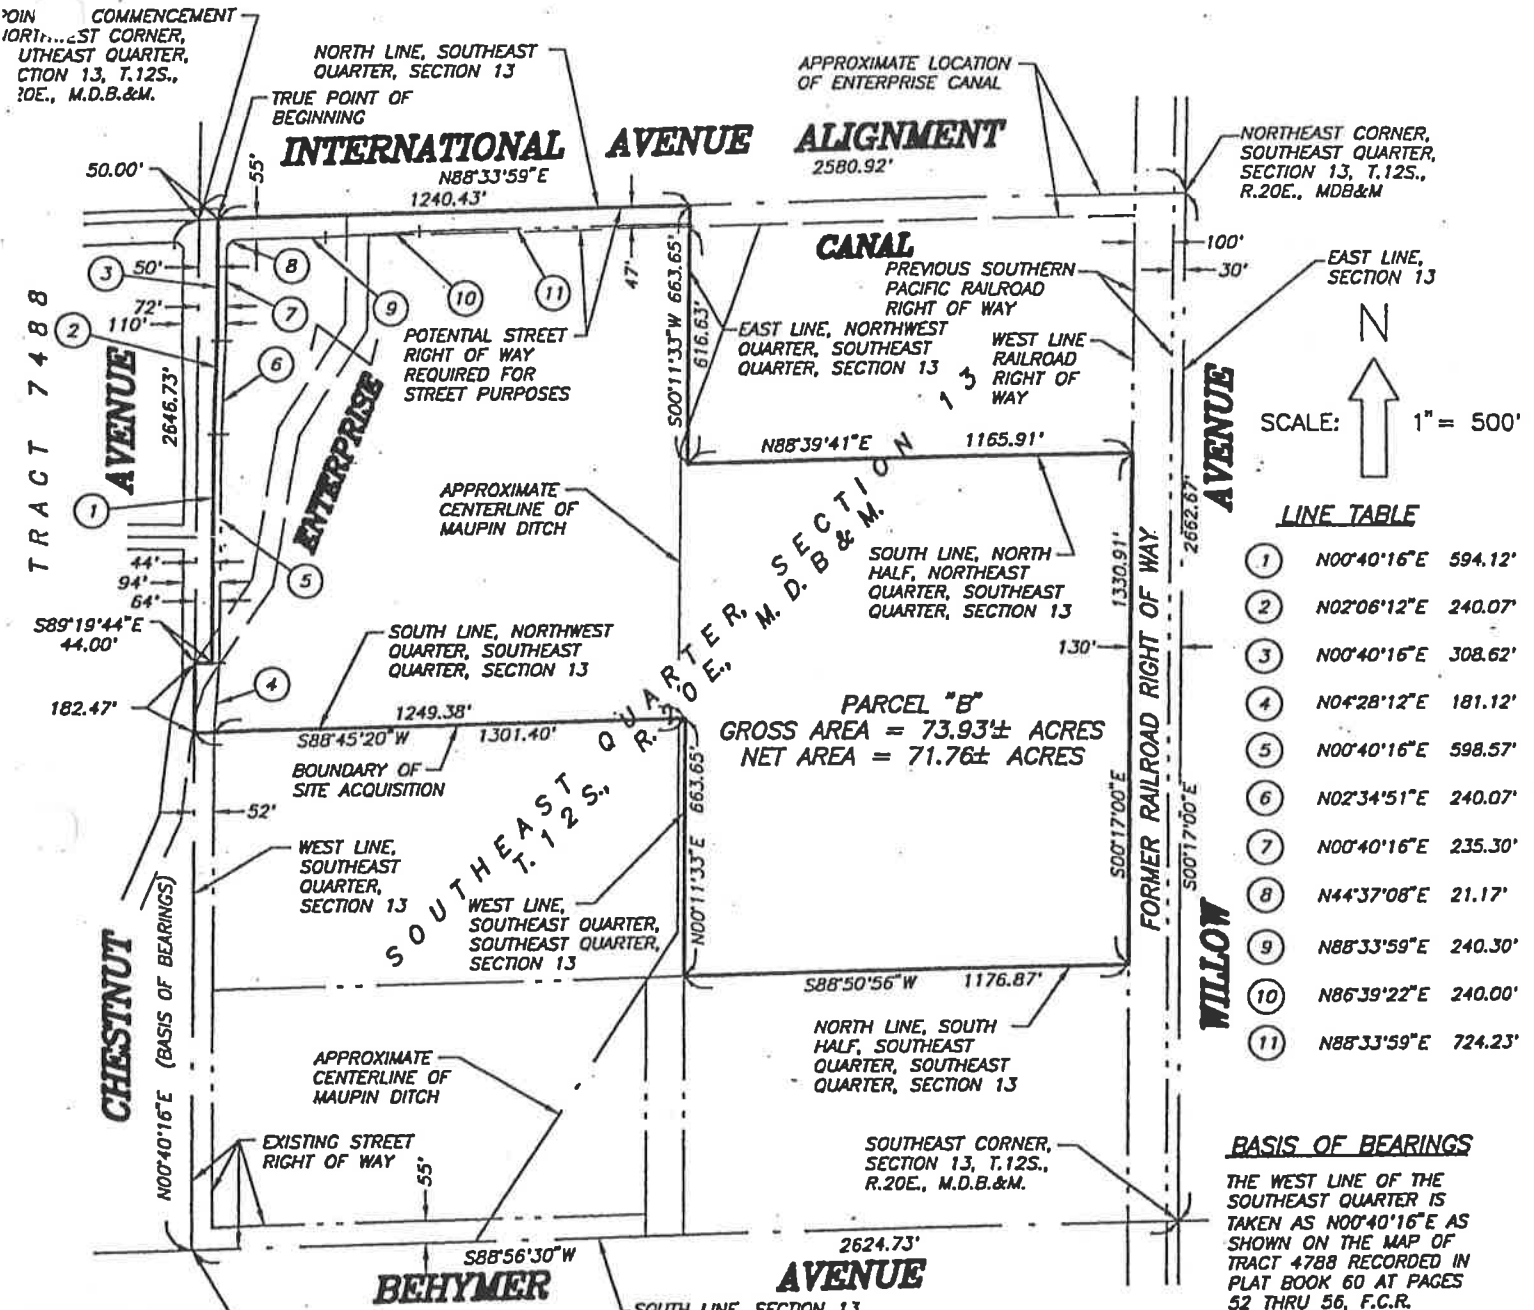 COMMENCEMENT
CORNER,
QUARTER,
13, T.12S.,
M.D.B.&M.
NORTH LINE, SOUTHEAST
QUARTER, SECTION 13
TRUE POINT OF
BEGINNING
APPROXIMATE LOCATION
OF ENTERPRISE CANAL
NORTHEAST CORNER,
SOUTHEAST QUARTER,
SECTION 13, T.12S.,
R.20E., MDB&M
INTERNATIONAL AVENUE ALIGNMENT
50.00'
55'
N88°33'59"E
1240.43'
2580.92'
CANAL
100'
30'
EAST LINE,
SECTION 13
PREVIOUS SOUTHERN
PACIFIC RAILROAD
RIGHT OF WAY
3
50'
8
9
10
11
47'
S00°11'33"W 663.65'
616.63'
72'
110'
2
7
6
TRACT 7488
AVENUE
2646.73'
POTENTIAL STREET
RIGHT OF WAY
REQUIRED FOR
STREET PURPOSES
ENTERPRISE
EAST LINE, NORTHWEST
QUARTER, SOUTHEAST
QUARTER, SECTION 13
WEST LINE
RAILROAD
RIGHT OF
WAY
N
SCALE: 1" = 500'
AVENUE
2662.67'
N88°39'41"E 1165.91'
1
APPROXIMATE
CENTERLINE OF
MAUPIN DITCH
SOUTH LINE, NORTH
HALF, NORTHEAST
QUARTER, SOUTHEAST
QUARTER, SECTION 13
1330.91'
5
44'
94'
64'
S89°19'44"E
44.00'
SOUTH LINE, NORTHWEST
QUARTER, SOUTHEAST
QUARTER, SECTION 13
4
182.47'
1249.38'
S88°45'20"W 1301.40'
BOUNDARY OF
SITE ACQUISITION
SOUTHEAST QUARTER, SECTION 13
T. 12S., R. 20E., M. D. B & M.
130'
PARCEL "B"
GROSS AREA = 73.93'± ACRES
NET AREA = 71.76± ACRES
FORMER RAILROAD RIGHT OF WAY
S00°17'00"E
S00°17'00"E
52'
WEST LINE,
SOUTHEAST
QUARTER,
SECTION 13
WEST LINE,
SOUTHEAST QUARTER,
SOUTHEAST QUARTER,
SECTION 13
N00°11'33"E 663.65'
S88°50'56"W 1176.87'
WILLOW
CHESTNUT
N00°40'16"E (BASIS OF BEARINGS)
NORTH LINE, SOUTH
HALF, SOUTHEAST
QUARTER, SOUTHEAST
QUARTER, SECTION 13
APPROXIMATE
CENTERLINE OF
MAUPIN DITCH
EXISTING STREET
RIGHT OF WAY
55'
SOUTHEAST CORNER,
SECTION 13, T.12S.,
R.20E., M.D.B.&M.
S88°56'30"W
2624.73'
BEHYMER AVENUE
SOUTH LINE, SECTION 13
LINE TABLE
1 N00°40'16"E 594.12'
2 N02°06'12"E 240.07'
3 N00°40'16"E 308.62'
4 N04°28'12"E 181.12'
5 N00°40'16"E 598.57'
6 N02°34'51"E 240.07'
7 N00°40'16"E 235.30'
8 N44°37'08"E 21.17'
9 N88°33'59"E 240.30'
10 N86°39'22"E 240.00'
11 N88°33'59"E 724.23'
BASIS OF BEARINGS
THE WEST LINE OF THE
SOUTHEAST QUARTER IS
TAKEN AS N00°40'16"E AS
SHOWN ON THE MAP OF
TRACT 4788 RECORDED IN
PLAT BOOK 60 AT PAGES
52 THRU 56, F.C.R.